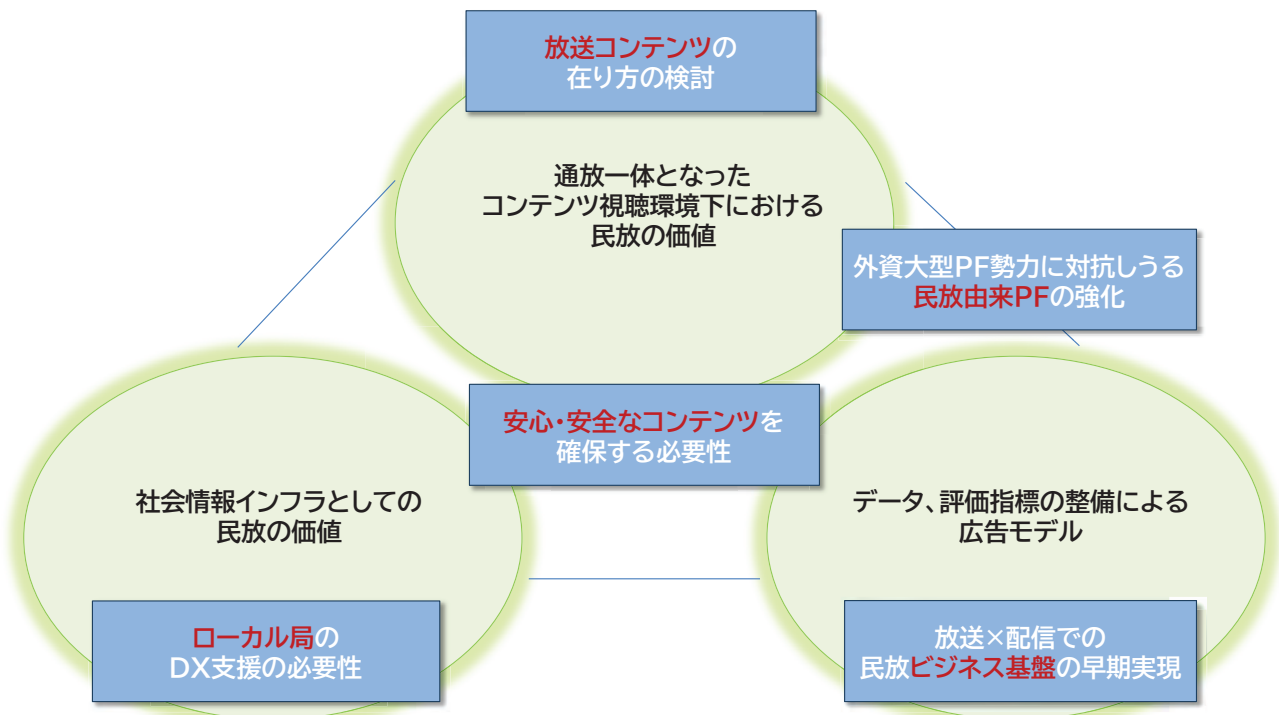 放送コンテンツの
在り方の検討
通放一体となった
コンテンツ視聴環境下における
民放の価値
外資大型PF勢力に対抗しうる
民放由来PFの強化
安心・安全なコンテンツを
確保する必要性
社会情報インフラとしての
民放の価値
データ、評価指標の整備による
広告モデル
ローカル局の
DX支援の必要性
放送×配信での
民放ビジネス基盤の早期実現